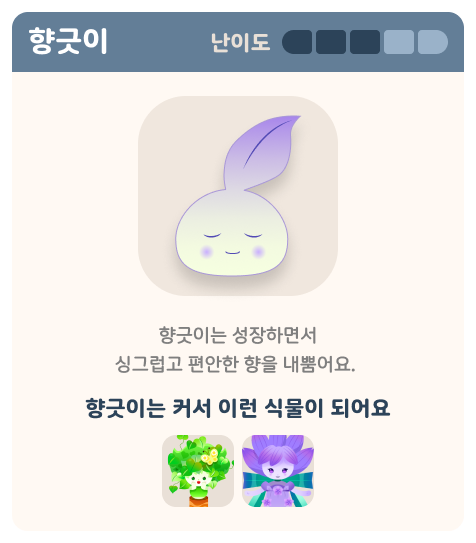 향긋이
난이도
향긋이는 성장하면서
싱그럽고 편안한 향을 내뿜어요.
향긋이는 커서 이런 식물이 되어요